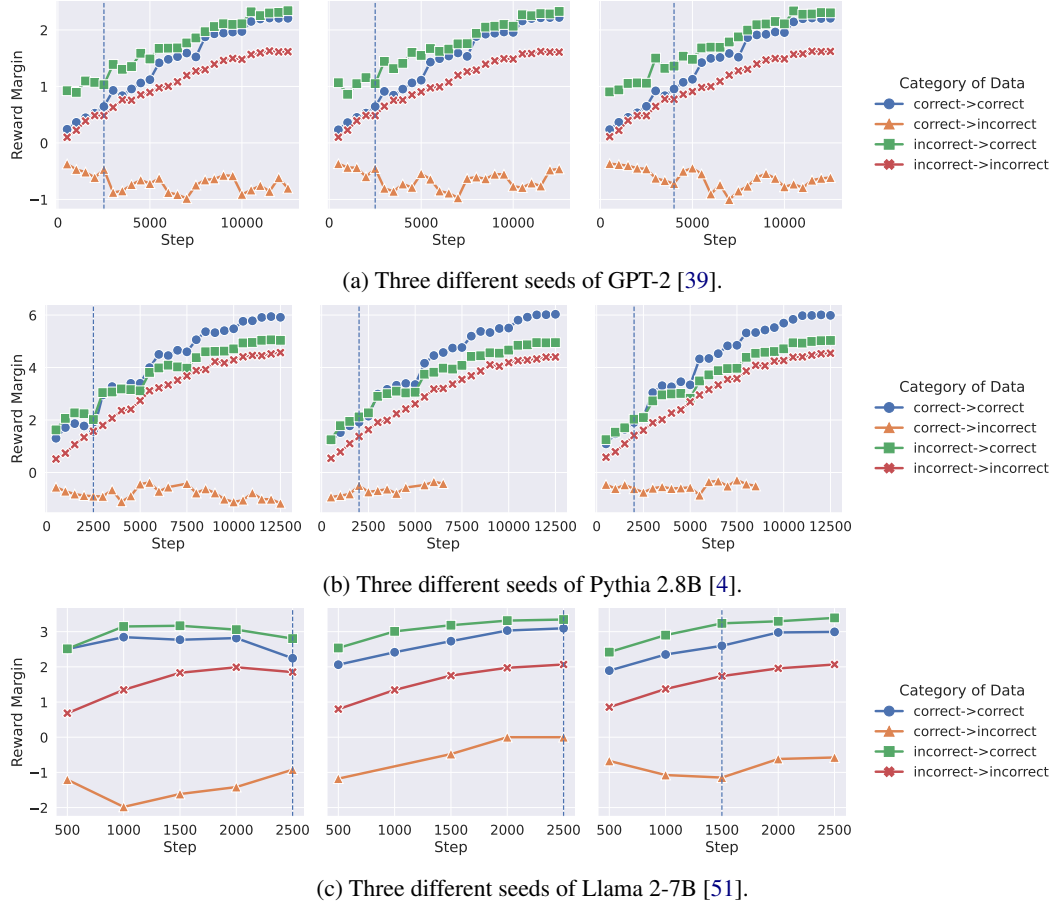 2
1
0
−1
Reward Margin
0
5000
10000
Step
0
5000
10000
Step
0
5000
10000
Step
Category of Data
correct->correct
correct->incorrect
incorrect->correct
incorrect->incorrect
(a) Three different seeds of GPT-2 [39].
6
4
2
0
Reward Margin
0
2500
5000
7500
10000
12500
Step
0
2500
5000
7500
10000
12500
Step
0
2500
5000
7500
10000
12500
Step
Category of Data
correct->correct
correct->incorrect
incorrect->correct
incorrect->incorrect
(b) Three different seeds of Pythia 2.8B [4].
3
2
1
0
−1
−2
Reward Margin
500
1000
1500
2000
2500
Step
500
1000
1500
2000
2500
Step
500
1000
1500
2000
2500
Step
Category of Data
correct->correct
correct->incorrect
incorrect->correct
incorrect->incorrect
(c) Three different seeds of Llama 2-7B [51].